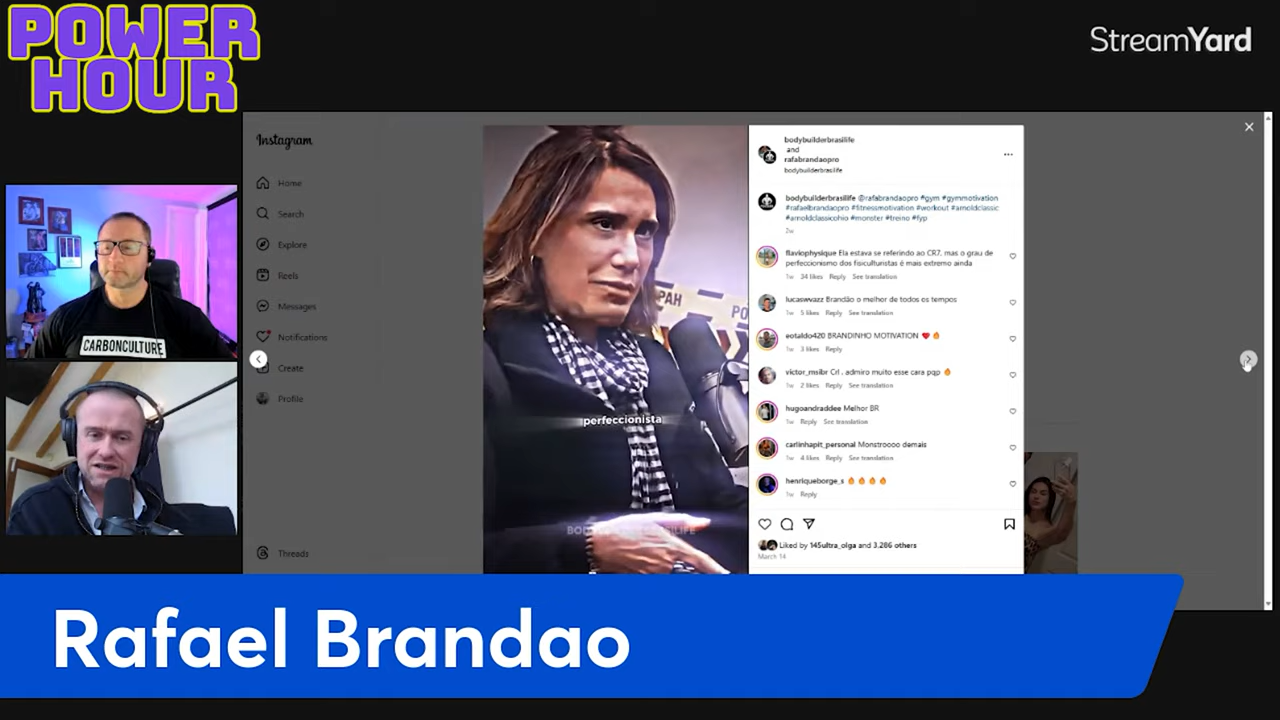 POWER
HOUR
StreamYard
CARBONCULTURE
Instagram
Home
Search
Explore
Reels
Messages
Notifications
Create
Profile
Threads
PAH
PO
perfeccionista
bodybuilderbrasilife
and
rafabrandaopro
bodybuilderbrasilife
bodybuilderbrasilife @rafabrandaopro #gym #gymmotivation
#rafaelbrandaopro #fitnessmotivation #workout #arnoldclassic
#arnoldclassicohio #monster #treino #fyp
2w
flaviophysique Ela estava se referindo ao CR7, mas o grau de
perfeccionismo dos fisiculturistas é mais extremo ainda
1w 34 likes Reply See translation
lucaswvazz Brandão o melhor de todos os tempos
1w 5 likes Reply See translation
eotaldo420 BRANDINHO MOTIVATION ❤️ 🔥
1w 3 likes Reply
victor_msibr Crl . admiro muito esse cara pqp 🔥
1w 2 likes Reply See translation
hugoandraddee Melhor BR
1w Reply See translation
carlinhapit_personal Monstroooo demais
1w 4 likes Reply See translation
henriqueborge_s 🔥 🔥 🔥 🔥
1w Reply
Liked by 145ultra_olga and 3,286 others
March 14
Rafael Brandao